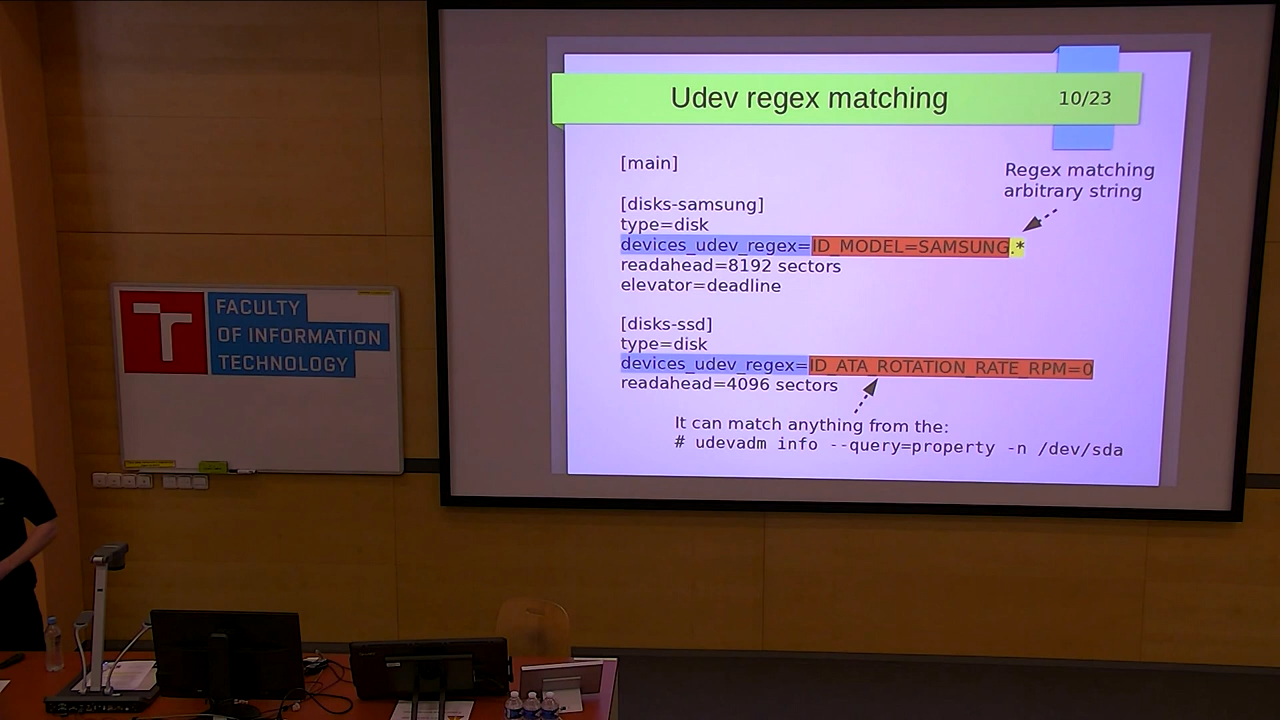 Udev regex matching
10/23
[main]
Regex matching
arbitrary string
[disks-samsung]
type=disk
devices_udev_regex=ID_MODEL=SAMSUNG.*
readahead=8192 sectors
elevator=deadline
[disks-ssd]
type=disk
devices_udev_regex=ID_ATA_ROTATION_RATE_RPM=0
readahead=4096 sectors
It can match anything from the:
# udevadm info --query=property -n /dev/sda
FACULTY
OF INFORMATION
TECHNOLOGY